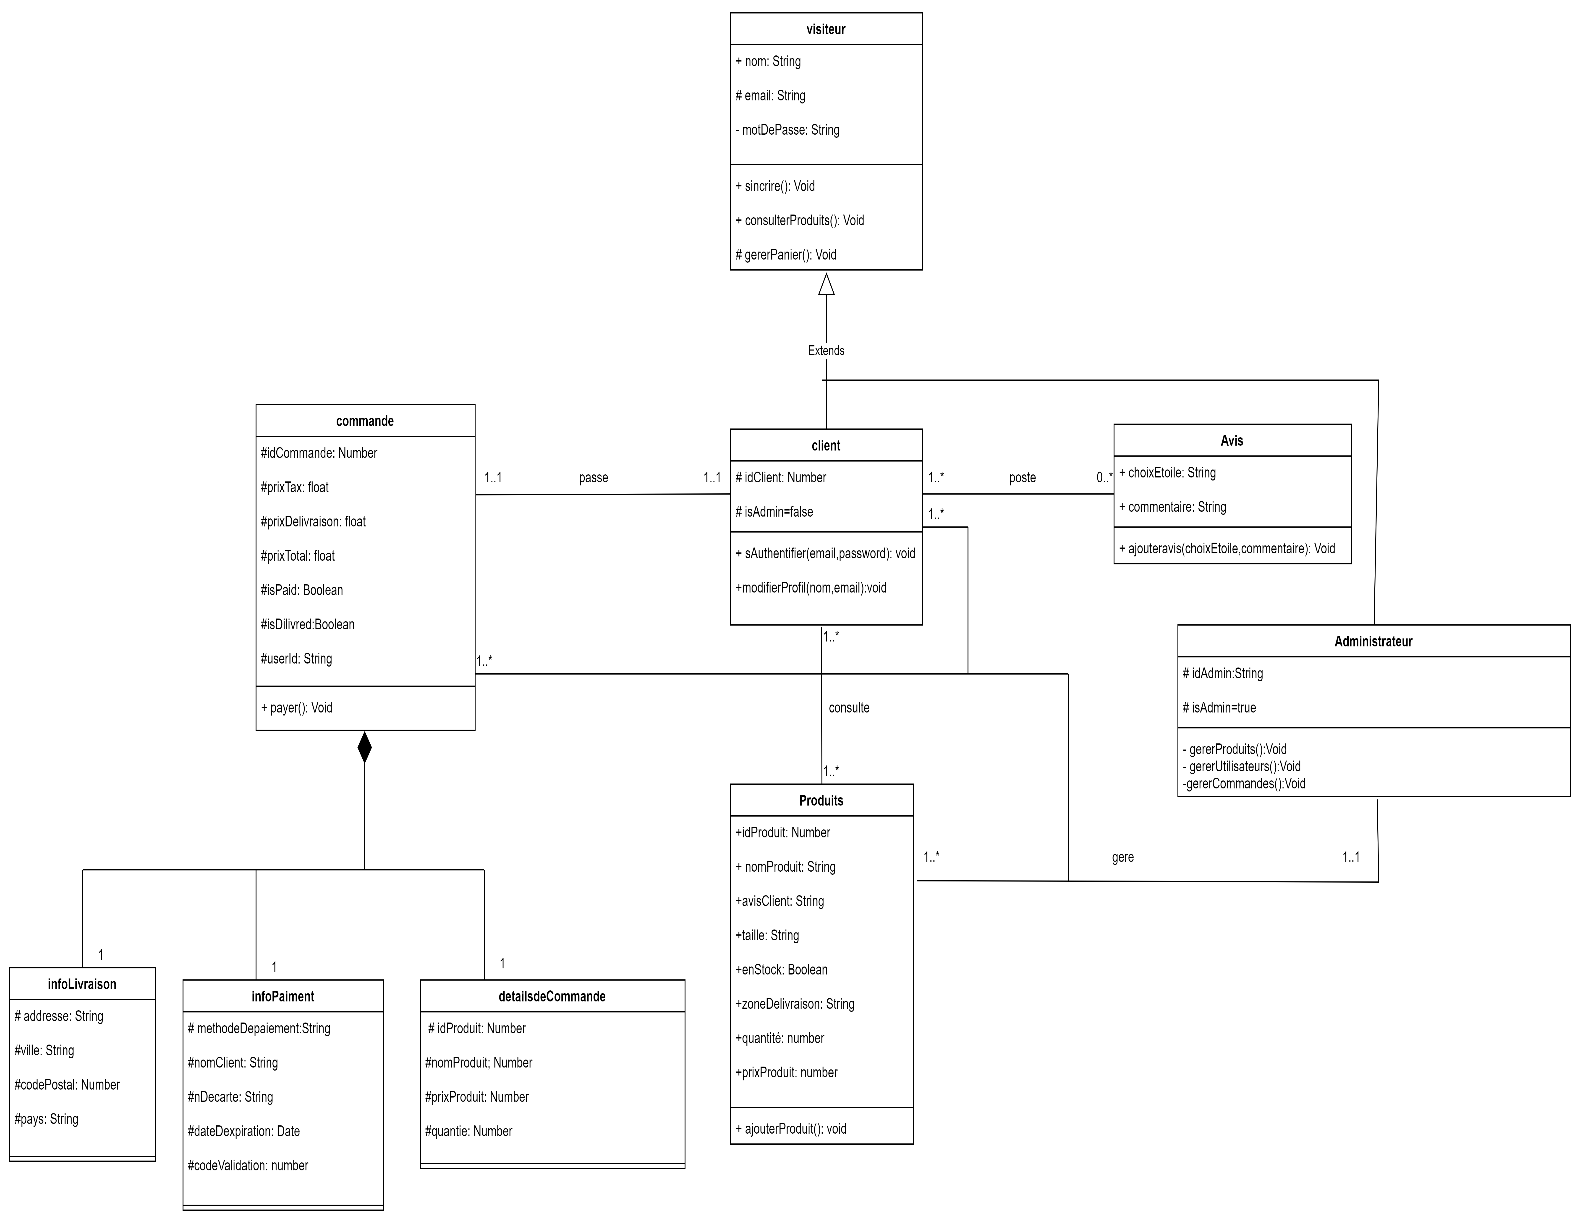 visiteur
+ nom: String
# email: String
- motDePasse: String
+ sincrire(): Void
+ consulterProduits(): Void
# gererPanier(): Void
Extends
commande
#idCommande: Number
#prixTax: float
#prixDelivraison: float
#prixTotal: float
#isPaid: Boolean
#isDilivred:Boolean
#userId: String
+ payer(): Void
1..1
passe
1..1
client
# idClient: Number
# isAdmin=false
+ sAuthentifier(email,password): void
+modifierProfil(nom,email):void
1..*
poste
0..*
1..*
Avis
+ choixEtoile: String
+ commentaire: String
+ ajouteravis(choixEtoile,commentaire): Void
Administrateur
# idAdmin:String
# isAdmin=true
- gererProduits():Void
- gererUtilisateurs():Void
-gererCommandes():Void
1..*
1..*
consulte
1..*
Produits
+idProduit: Number
+ nomProduit: String
+avisClient: String
+taille: String
+enStock: Boolean
+zoneDelivraison: String
+quantité: number
+prixProduit: number
+ ajouterProduit(): void
1..*
gere
1..1
1
infoLivraison
# addresse: String
#ville: String
#codePostal: Number
#pays: String
1
infoPaiment
# methodeDepaiement:String
#nomClient: String
#nDecarte: String
#dateDexpiration: Date
#codeValidation: number
1
detailsdeCommande
# idProduit: Number
#nomProduit; Number
#prixProduit: Number
#quantie: Number